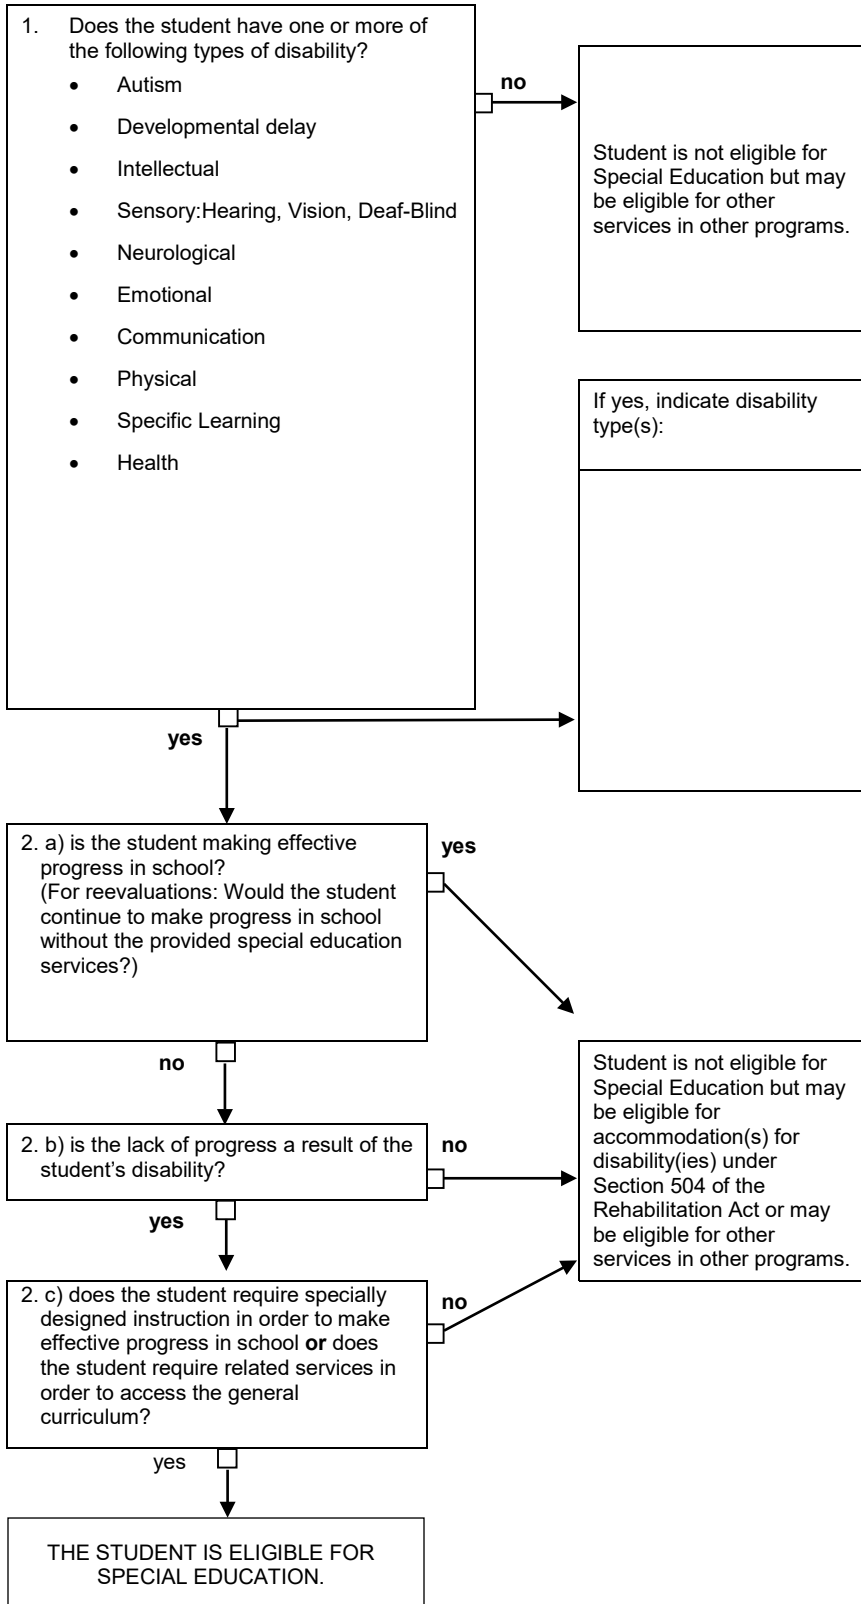 1. Does the student have one or more of
the following types of disability?
• Autism
• Developmental delay
• Intellectual
• Sensory:Hearing, Vision, Deaf-Blind
• Neurological
• Emotional
• Communication
• Physical
• Specific Learning
• Health
no
Student is not eligible for
Special Education but may
be eligible for other
services in other programs.
If yes, indicate disability
type(s):
yes
2. a) is the student making effective
progress in school?
(For reevaluations: Would the student
continue to make progress in school
without the provided special education
services?)
yes
no
2. b) is the lack of progress a result of the
student’s disability?
no
Student is not eligible for
Special Education but may
be eligible for
accommodation(s) for
disability(ies) under
Section 504 of the
Rehabilitation Act or may
be eligible for other
services in other programs.
yes
2. c) does the student require specially
designed instruction in order to make
effective progress in school or does
the student require related services in
order to access the general
curriculum?
no
yes
THE STUDENT IS ELIGIBLE FOR
SPECIAL EDUCATION.